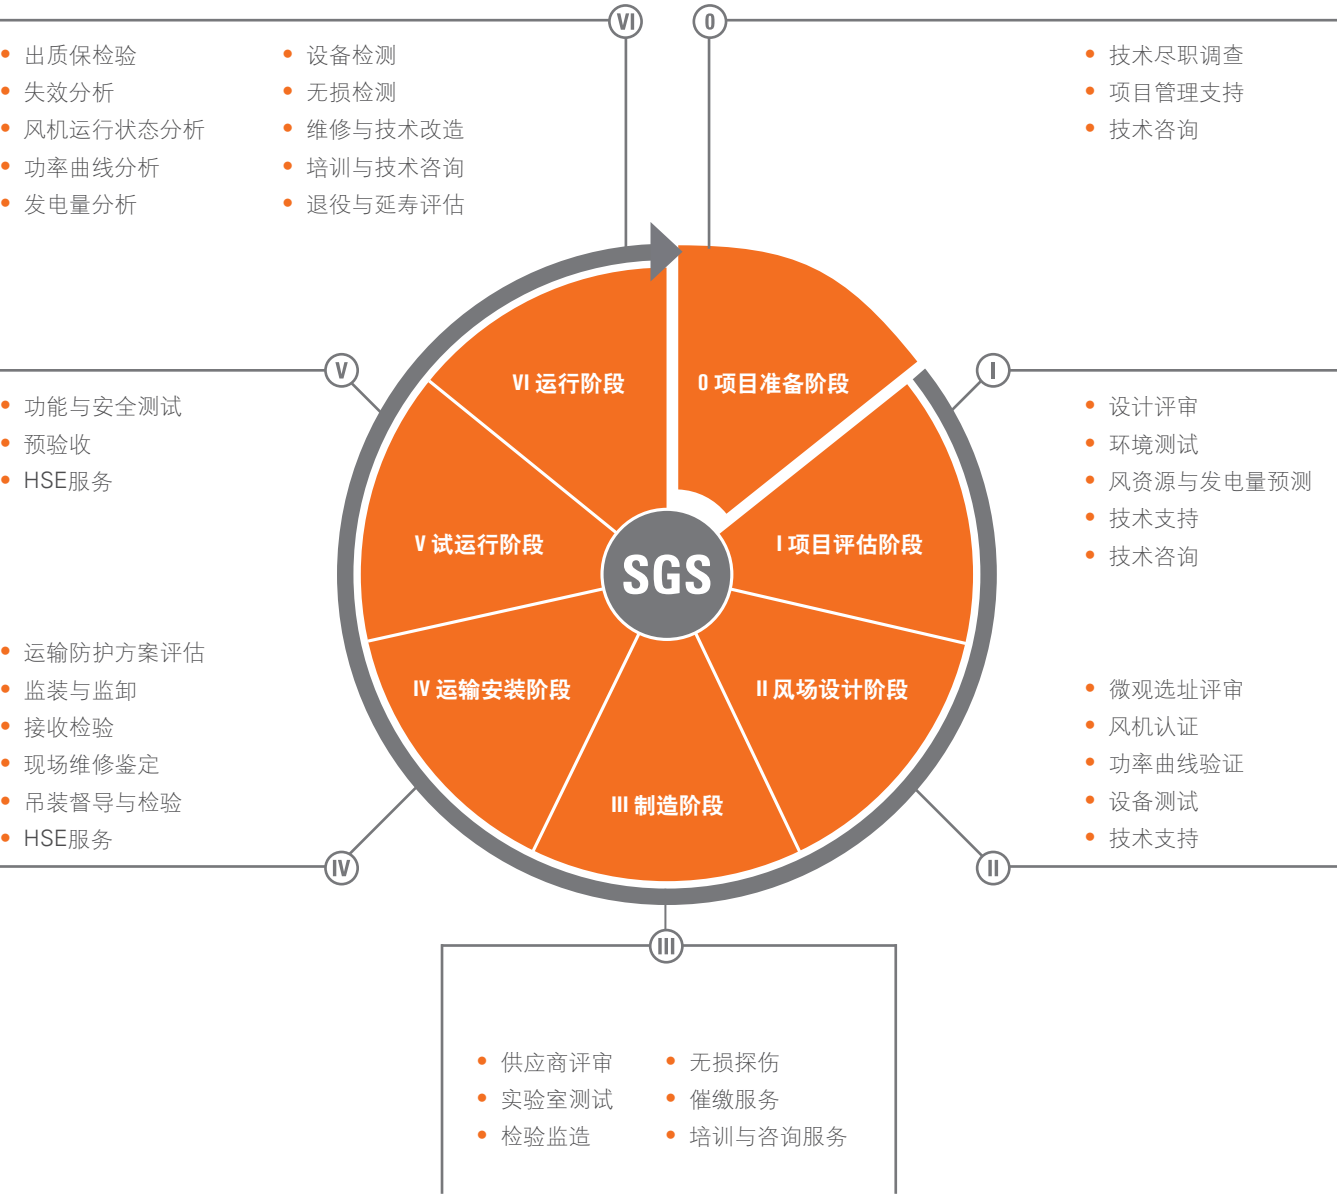 VI
出质保检验
失效分析
风机运行状态分析
功率曲线分析
发电量分析
设备检测
无损检测
维修与技术改造
培训与技术咨询
退役与延寿评估
0
技术尽职调查
项目管理支持
技术咨询
V
功能与安全测试
预验收
HSE服务
I
设计评审
环境测试
风资源与发电量预测
技术支持
技术咨询
VI 运行阶段
0 项目准备阶段
V 试运行阶段
I 项目评估阶段
SGS
IV 运输安装阶段
II 风场设计阶段
III 制造阶段
运输防护方案评估
监装与监卸
接收检验
现场维修鉴定
吊装督导与检验
HSE服务
IV
微观选址评审
风机认证
功率曲线验证
设备测试
技术支持
II
III
供应商评审
实验室测试
检验监造
无损探伤
催缴服务
培训与咨询服务